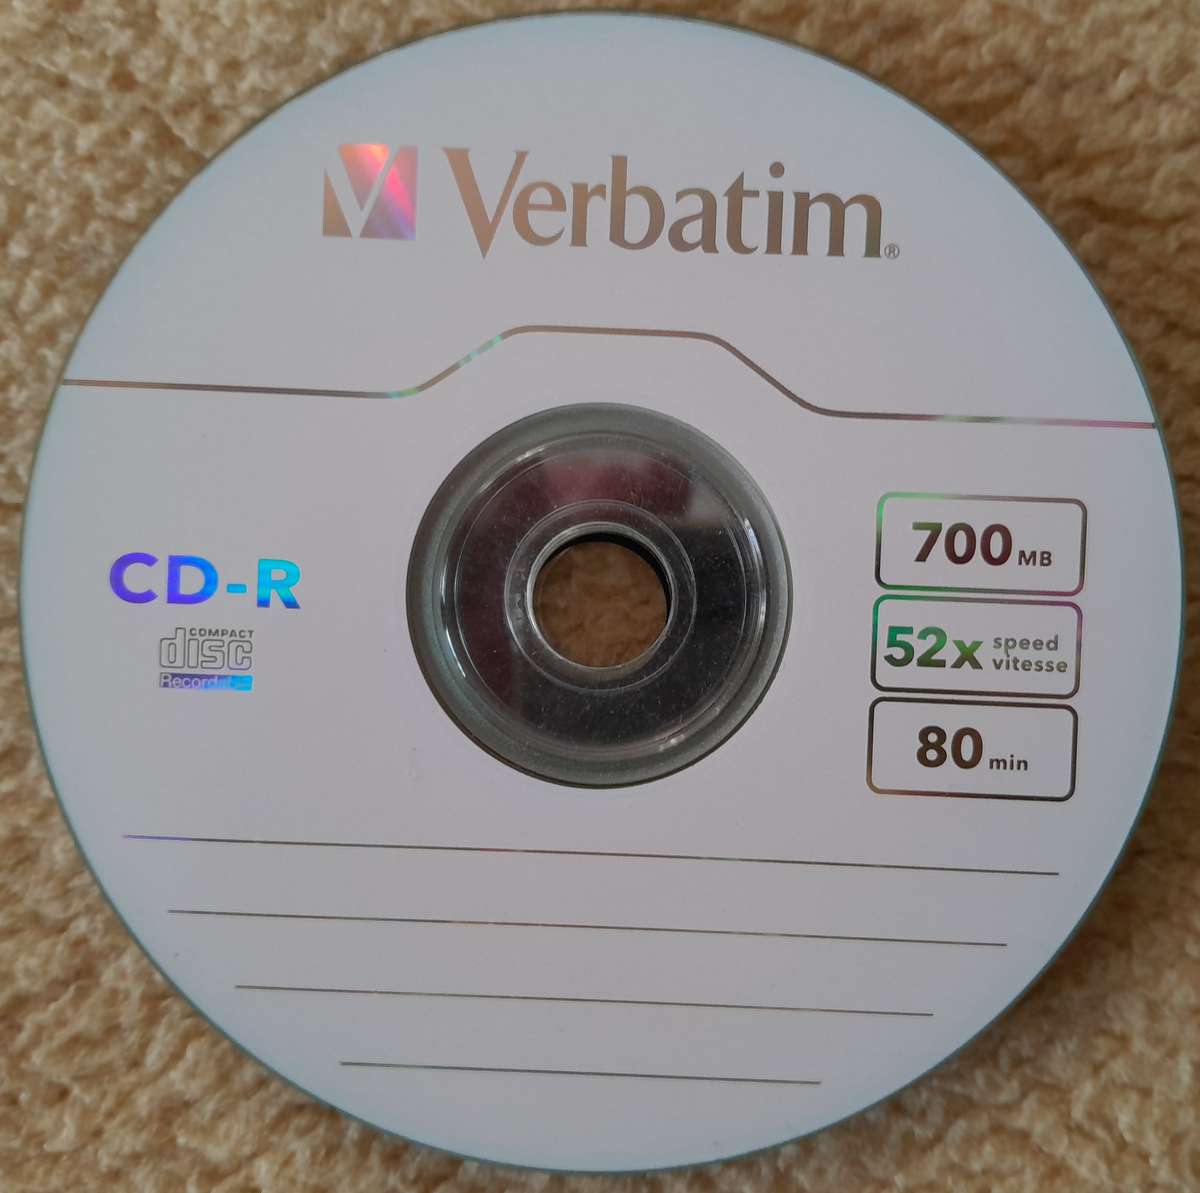 V Verbatim®
CD-R
COMPACT
disc
Recordable
700 MB
52x speed
vitesse
80 min